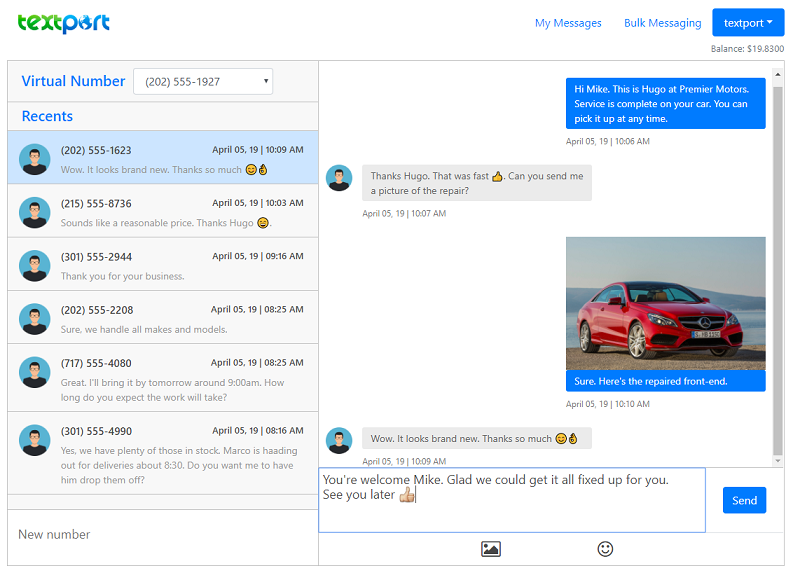 textport
My Messages
Bulk Messaging
textport
Balance: $19.8300
Virtual Number
(202) 555-1927
Recents
(202) 555-1623
April 05, 19 | 10:09 AM
Wow. It looks brand new. Thanks so much 😊👌
(215) 555-8736
April 05, 19 | 10:03 AM
Sounds like a reasonable price. Thanks Hugo 😄.
(301) 555-2944
April 05, 19 | 09:16 AM
Thank you for your business.
(202) 555-2208
April 05, 19 | 08:25 AM
Sure, we handle all makes and models.
(717) 555-4080
April 05, 19 | 08:25 AM
Great. I'll bring it by tomorrow around 9:00am. How
long do you expect the work will take?
(301) 555-4990
April 05, 19 | 08:16 AM
Yes, we have plenty of those in stock. Marco is haading
out for deliveries about 8:30. Do you want me to have
him drop them off?
New number
Hi Mike. This is Hugo at Premier Motors.
Service is complete on your car. You can
pick it up at any time.
April 05, 19 | 10:06 AM
Thanks Hugo. That was fast 👍. Can you send me
a picture of the repair?
April 05, 19 | 10:07 AM
Sure. Here's the repaired front-end.
April 05, 19 | 10:10 AM
Wow. It looks brand new. Thanks so much 😊👌
April 05, 19 | 10:09 AM
You're welcome Mike. Glad we could get it all fixed up for you.
See you later 👍
Send